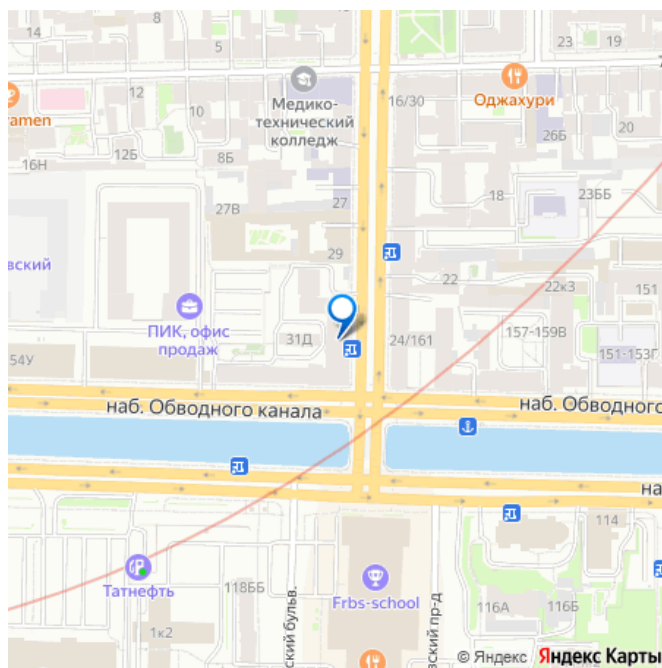 14
8
5
23
19
Медико-
технический
колледж
Оджахури
16/30
12
10
20
26Б
ramen
12Б
8Б
16Н
27
18
23ББ
27В
29
вский
22
22к3
151
ПИК, офис
продаж
31Д
24/161
157-159В
151-153Г
54У
наб. Обводного канала
наб. Обводного
на
114
Татнефть
118ББ
Frbs-school
116А
116Б
1к2
ский бульв.
вский пр-д
© Яндекс Яндекс Карты